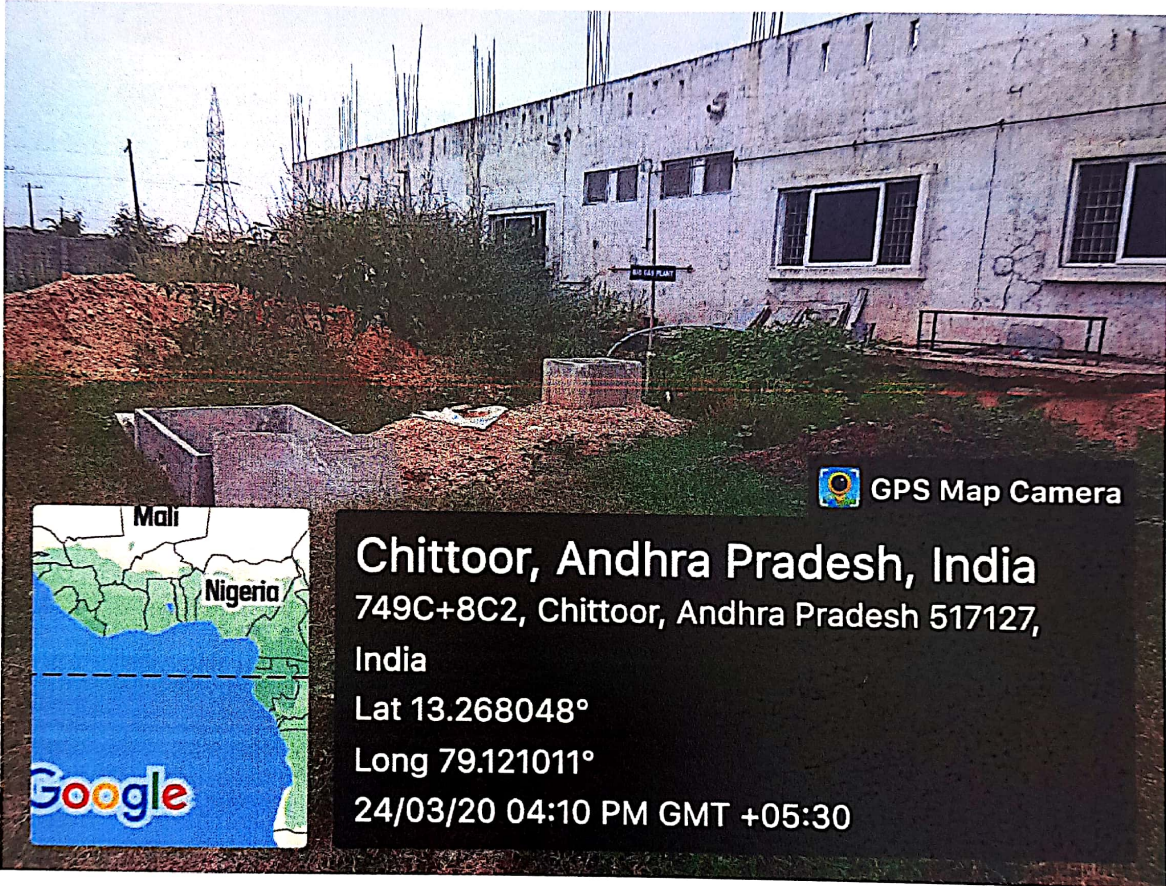 BIO GAS PLANT
GPS Map Camera
Mali
Nigeria
Google
Chittoor, Andhra Pradesh, India
749C+8C2, Chittoor, Andhra Pradesh 517127,
India
Lat 13.268048°
Long 79.121011°
24/03/20 04:10 PM GMT +05:30